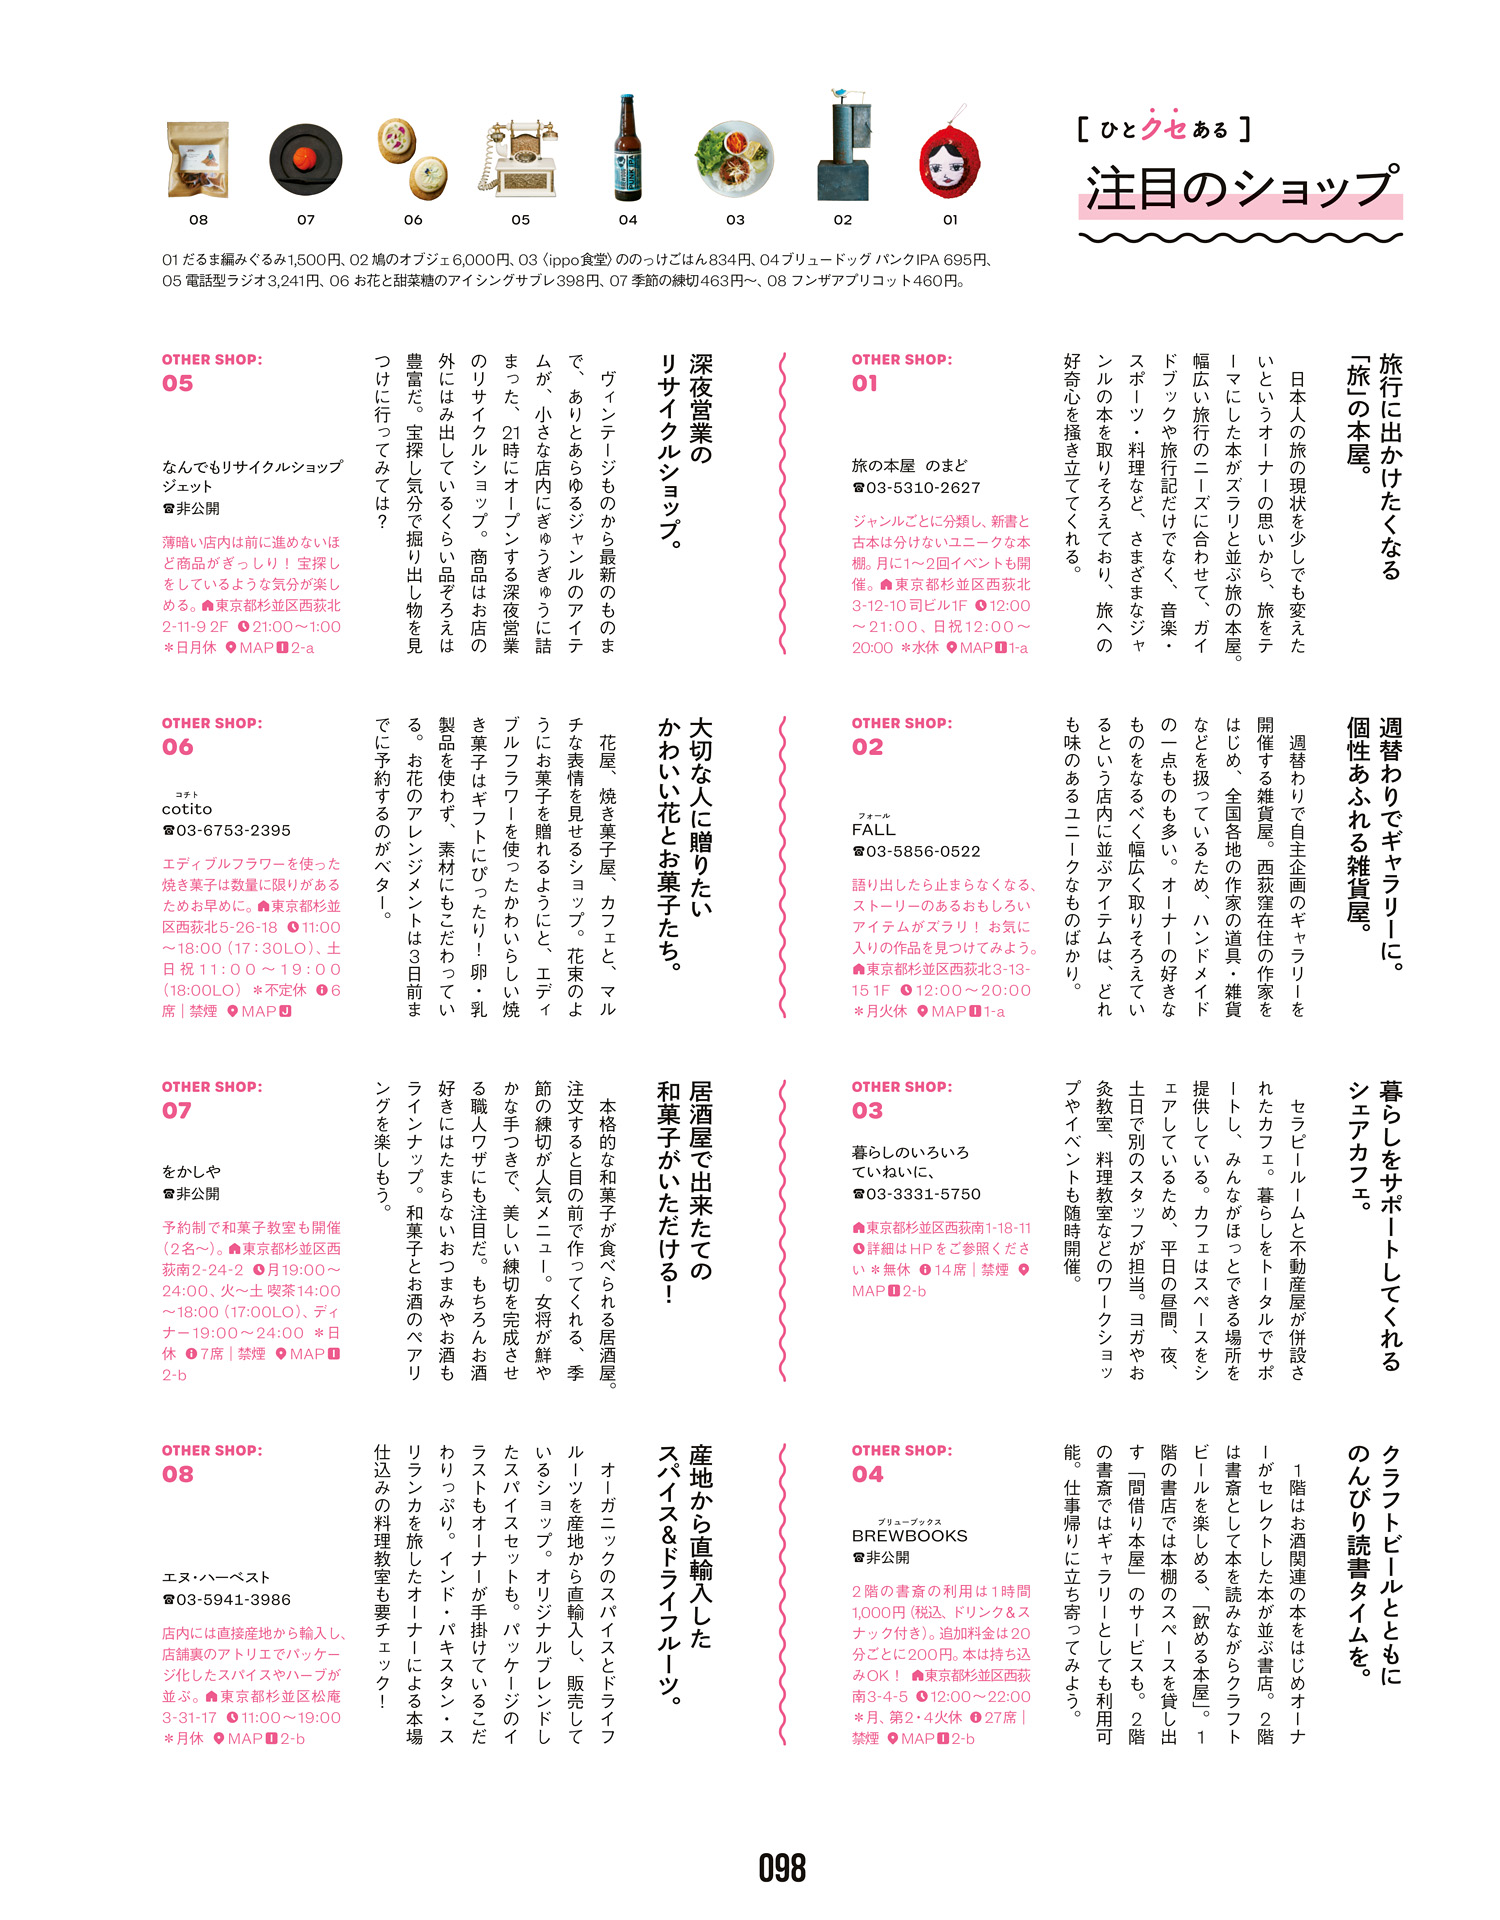 [ ひとクセある ]
注目のショップ
08
07
06
05
04
03
02
01
01 だるま編みぐるみ1,500円、02 鳩のオブジェ6,000円、03〈ippo食堂〉ののっけごはん834円、04ブリュードッグ パンクIPA 695円、
05 電話型ラジオ3,241円、06 お花と甜菜糖のアイシングサブレ398円、07 季節の練切463円〜、08 フンザアプリコット460円。
旅行に出かけたくなる
「旅」の本屋。
日本人の旅の現状を少しでも変えた
いというオーナーの思いから、旅をテ
ーマにした本がズラリと並ぶ旅の本屋。
幅広い旅行のニーズに合わせて、ガイ
ドブックや旅行記だけでなく、音楽・
スポーツ・料理など、さまざまなジャ
ンルの本を取りそろえており、旅への
好奇心を掻き立ててくれる。
OTHER SHOP:
01
旅の本屋 のまど
☎03-5310-2627
ジャンルごとに分類し、新書と
古本は分けないユニークな本
棚。月に1〜2回イベントも開
催。東京都杉並区西荻北
3-12-10 司ビル1F 12:00
〜21:00、日祝12:00〜
20:00 *水休 MAP I 1-a
週替わりでギャラリーに。
個性あふれる雑貨屋。
週替わりで自主企画のギャラリーを
開催する雑貨屋。西荻窪在住の作家を
はじめ、全国各地の作家の道具・雑貨
などを扱っているため、ハンドメイド
の一点ものも多い。オーナーの好きな
ものをなるべく幅広く取りそろえてい
るという店内に並ぶアイテムは、どれ
も味のあるユニークなものばかり。
OTHER SHOP:
02
フォール
FALL
☎03-5856-0522
語り出したら止まらなくなる、
ストーリーのあるおもしろい
アイテムがズラリ！ お気に
入りの作品を見つけてみよう。
東京都杉並区西荻北3-13-
15 1F 12:00〜20:00
*月火休 MAP I 1-a
暮らしをサポートしてくれる
シェアカフェ。
セラピールームと不動産屋が併設さ
れたカフェ。暮らしをトータルでサポ
ートし、みんながほっとできる場所を
提供している。カフェはスペースをシ
ェアしているため、平日の昼間、夜、
土日で別のスタッフが担当。ヨガやお
灸教室、料理教室などのワークショッ
プやイベントも随時開催。
OTHER SHOP:
03
暮らしのいろいろ
ていねいに、
☎03-3331-5750
東京都杉並区西荻南1-18-11
詳細はHPをご参照くださ
い *無休 14席｜禁煙
MAP I 2-b
クラフトビールとともに
のんびり読書タイムを。
1階はお酒関連の本をはじめオーナ
ーがセレクトした本が並ぶ書店。2階
は書斎として本を読みながらクラフト
ビールを楽しめる、「飲める本屋」。1
階の書店では本棚のスペースを貸し出
す「間借り本屋」のサービスも。2階
の書斎ではギャラリーとしても利用可
能。仕事帰りに立ち寄ってみよう。
OTHER SHOP:
04
ブリューブックス
BREWBOOKS
☎非公開
2階の書斎の利用は1時間
1,000円（税込、ドリンク&ス
ナック付き）。追加料金は20
分ごとに200円。本は持ち込
みOK！ 東京都杉並区西荻
南3-4-5 12:00〜22:00
*月、第2・4火休 27席｜
禁煙 MAP I 2-b
深夜営業の
リサイクルショップ。
ヴィンテージものから最新のものま
で、ありとあらゆるジャンルのアイテ
ムが、小さな店内にぎゅうぎゅうに詰
まった、21時にオープンする深夜営業
のリサイクルショップ。商品はお店の
外にはみ出しているくらい品ぞろえは
豊富だ。宝探し気分で掘り出し物を見
つけに行ってみては？
OTHER SHOP:
05
なんでもリサイクルショップ
ジェット
☎非公開
薄暗い店内は前に進めないほ
ど商品がぎっしり！ 宝探し
をしているような気分が楽し
める。東京都杉並区西荻北
2-11-9 2F 21:00〜1:00
*日月休 MAP I 2-a
大切な人に贈りたい
かわいい花とお菓子たち。
花屋、焼き菓子屋、カフェと、マル
チな表情を見せるショップ。花束のよ
うにお菓子を贈れるようにと、エディ
ブルフラワーを使ったかわいらしい焼
き菓子はギフトにぴったり！ 卵・乳
製品を使わず、素材にもこだわってい
る。お花のアレンジメントは3日前ま
でに予約するのがベター。
OTHER SHOP:
06
コチト
cotito
☎03-6753-2395
エディブルフラワーを使った
焼き菓子は数量に限りがある
ためお早めに。東京都杉並
区西荻北5-26-18 11:00
〜18:00（17:30LO）、土
日祝11:00〜19:00
（18:00LO） *不定休 6
席｜禁煙 MAP J
居酒屋で出来たての
和菓子がいただける！
本格的な和菓子が食べられる居酒屋。
注文すると目の前で作ってくれる、季
節の練切が人気メニュー。女将が鮮や
かな手つきで、美しい練切を完成させ
る職人ワザにも注目だ。もちろんお酒
好きにはたまらないおつまみやお酒も
ラインナップ。和菓子とお酒のペアリ
ングを楽しもう。
OTHER SHOP:
07
をかしや
☎非公開
予約制で和菓子教室も開催
（2名〜）。東京都杉並区西
荻南2-24-2 月19:00〜
24:00、火〜土 喫茶14:00
〜18:00（17:00LO）、ディ
ナー19:00〜24:00 *日
休 7席｜禁煙 MAP I
2-b
産地から直輸入した
スパイス&ドライフルーツ。
オーガニックのスパイスとドライフ
ルーツを産地から直輸入し、販売して
いるショップ。オリジナルブレンドし
たスパイスセットも。パッケージのイ
ラストもオーナーが手掛けているこだ
わりっぷり。インド・パキスタン・ス
リランカを旅したオーナーによる本場
仕込みの料理教室も要チェック！
OTHER SHOP:
08
エヌ・ハーベスト
☎03-5941-3986
店内には直接産地から輸入し、
店舗裏のアトリエでパッケー
ジ化したスパイスやハーブが
並ぶ。東京都杉並区松庵
3-31-17 11:00〜19:00
*月休 MAP I 2-b
098